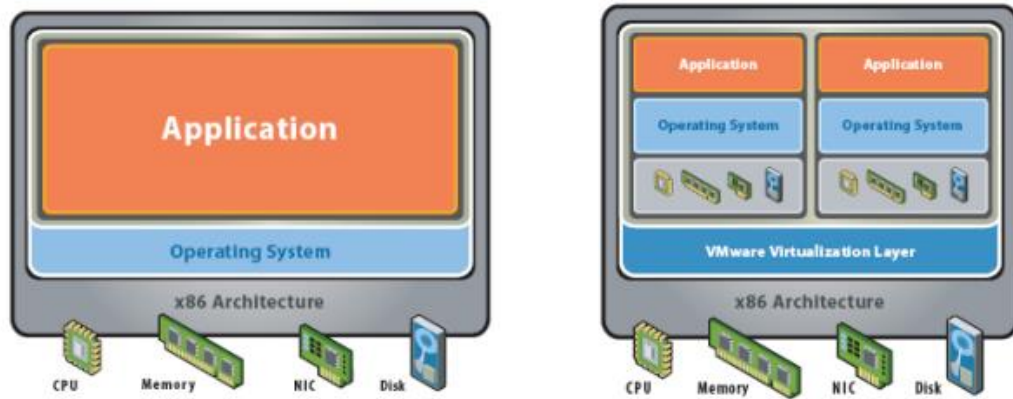 Application
Operating System
x86 Architecture
CPU Memory NIC Disk
Application Application
Operating System Operating System
VMware Virtualization Layer
x86 Architecture
CPU Memory NIC Disk